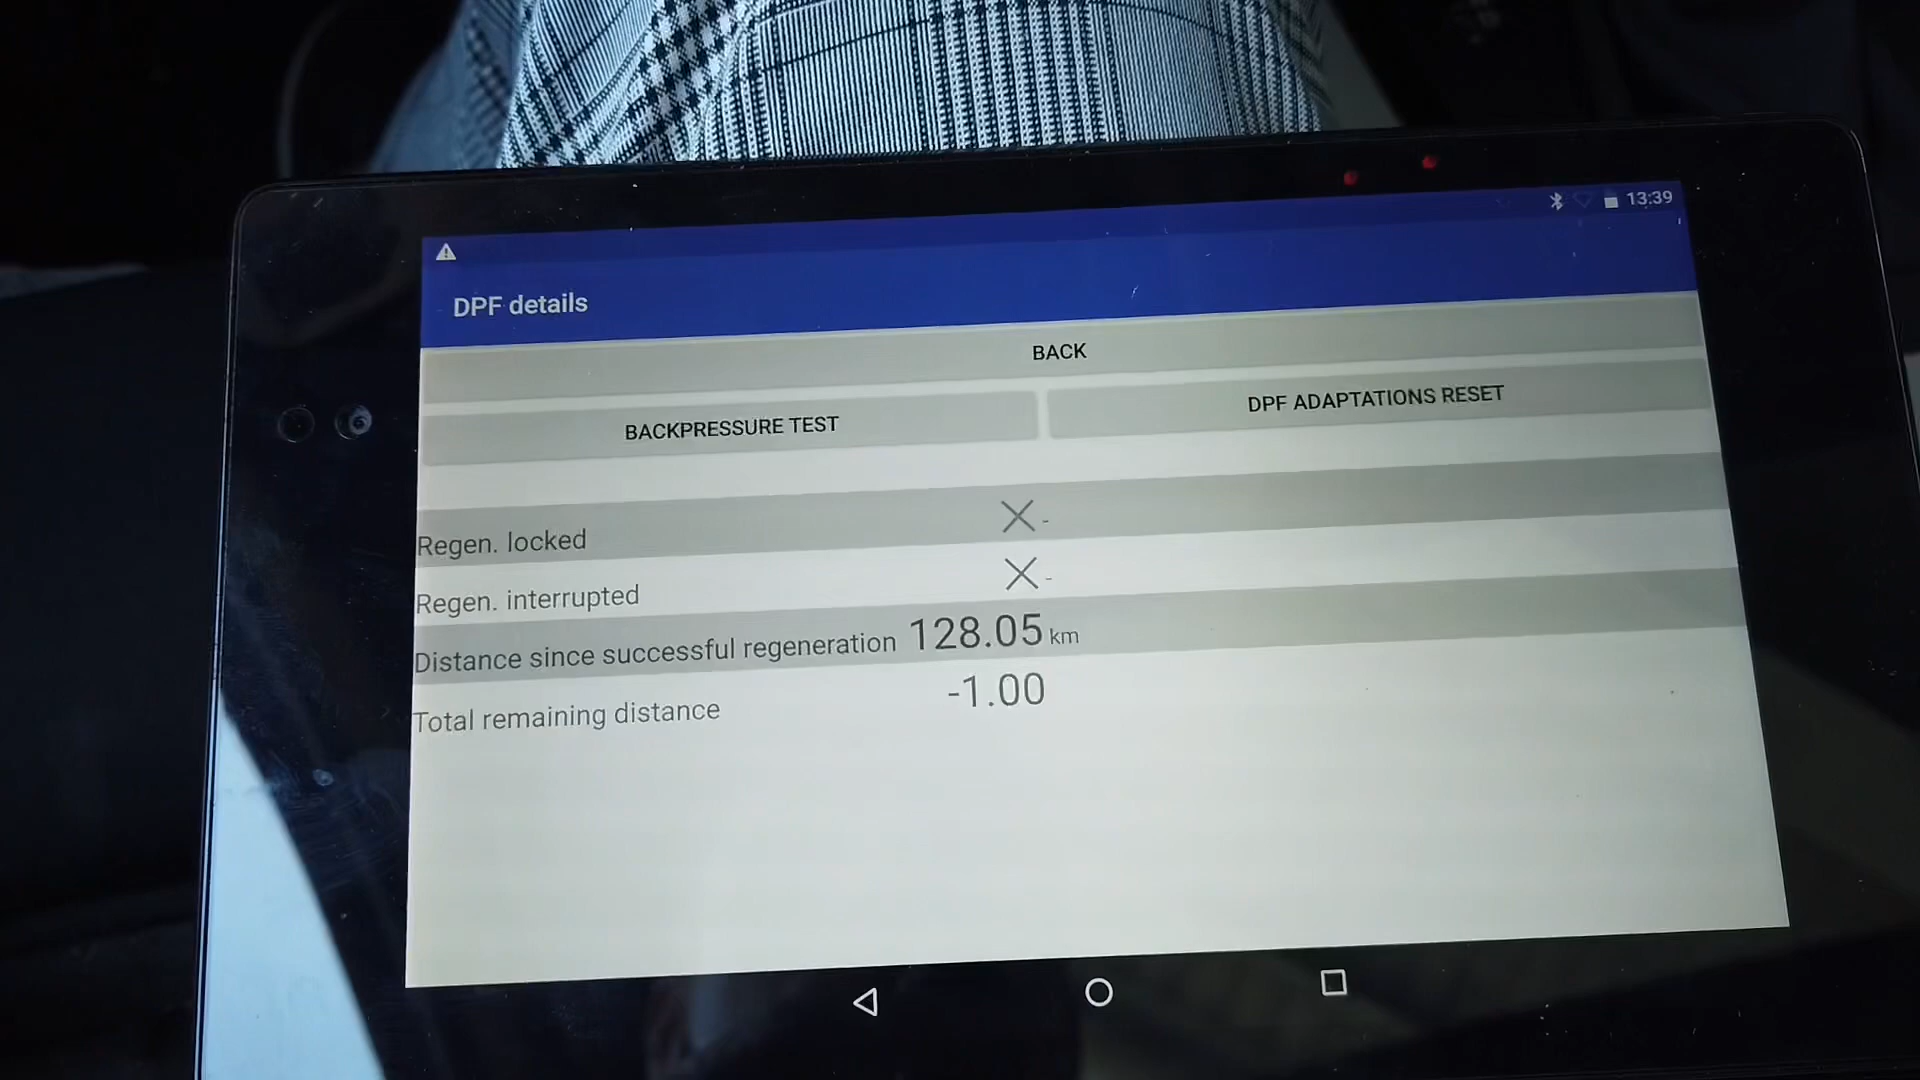 13:39
DPF details
BACK
BACKPRESSURE TEST
DPF ADAPTATIONS RESET
Regen. locked -
Regen. interrupted -
Distance since successful regeneration 128.05 km
Total remaining distance -1.00